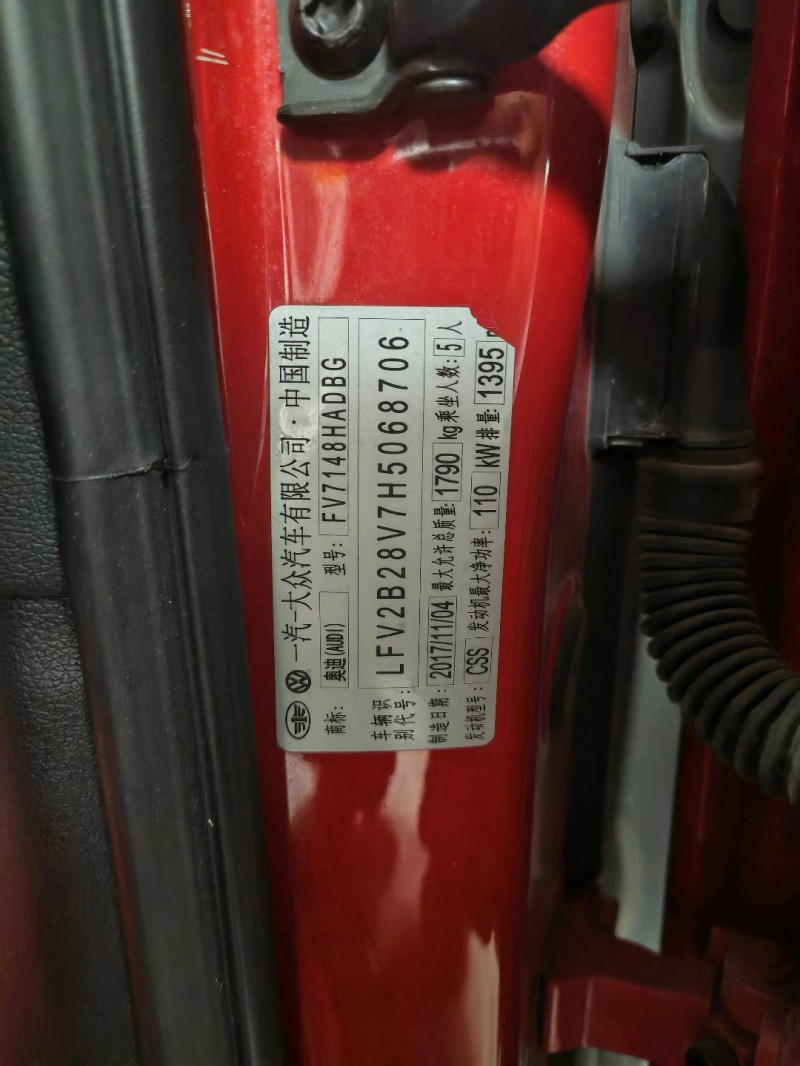 一汽-大众汽车有限公司·中国制造
商标: 奥迪(AUDI) 型号: FV7148HADBG
车辆识别代号: LFV2B28V7H5068706
制造日期: 2017/11/04 最大允许总质量: 1790 kg 乘坐人数: 5 人
发动机型号: CSS 发动机最大净功率: 110 kW 排量: 1395